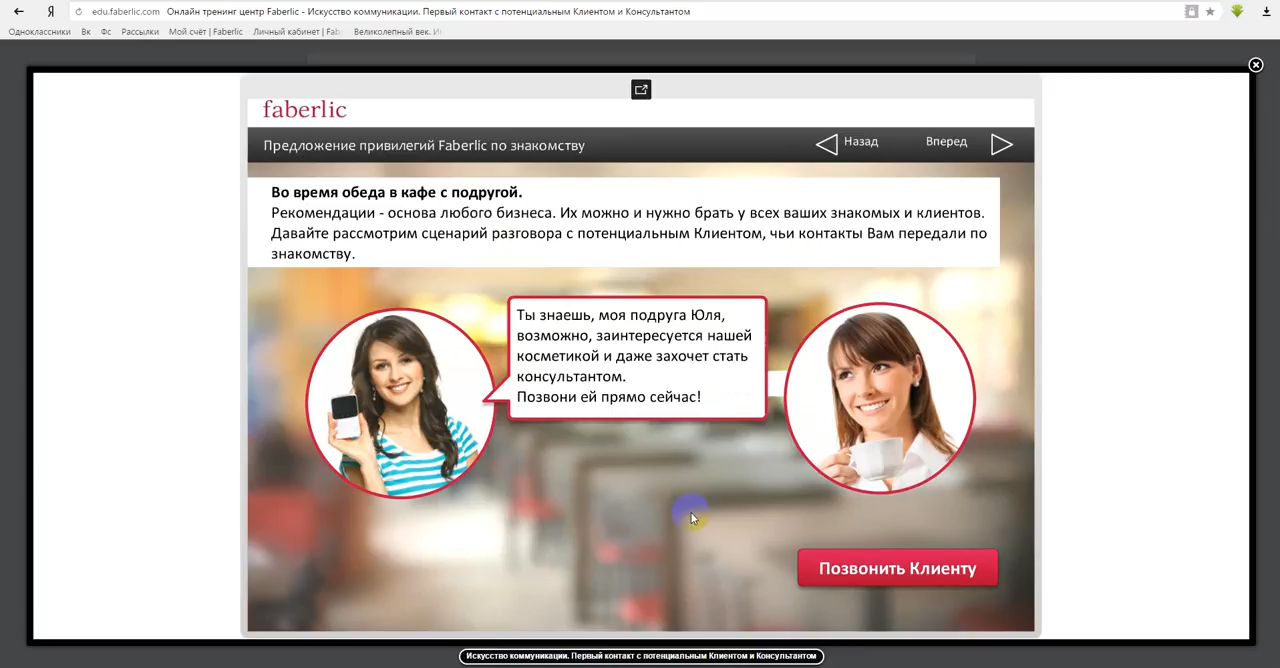 edu.faberlic.com Онлайн тренинг центр Faberlic - Искусство коммуникации. Первый контакт с потенциальным Клиентом и Консультантом
Одноклассники Вк Фс Рассылки Мой счёт | Faberlic Личный кабинет | Fab Великолепный век. И
faberlic
Предложение привилегий Faberlic по знакомству
Назад Вперед
Во время обеда в кафе с подругой.
Рекомендации - основа любого бизнеса. Их можно и нужно брать у всех ваших знакомых и клиентов.
Давайте рассмотрим сценарий разговора с потенциальным Клиентом, чьи контакты Вам передали по
знакомству.
Ты знаешь, моя подруга Юля,
возможно, заинтересуется нашей
косметикой и даже захочет стать
консультантом.
Позвони ей прямо сейчас!
Позвонить Клиенту
Искусство коммуникации. Первый контакт с потенциальным Клиентом и Консультантом